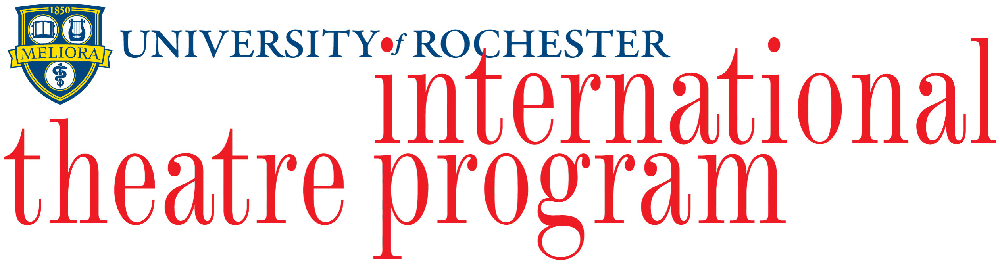 1850
MELIORA
UNIVERSITY of ROCHESTER
international
theatre program